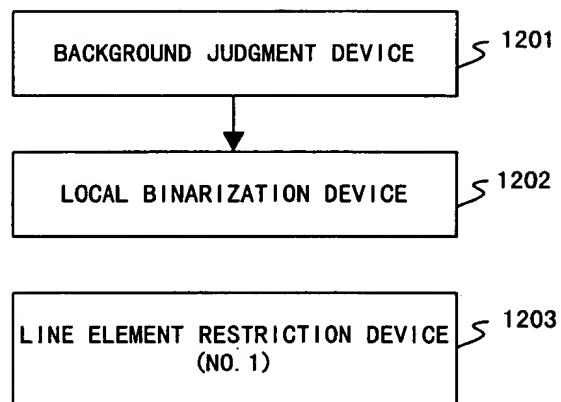 BACKGROUND JUDGMENT DEVICE
1201
LOCAL BINARIZATION DEVICE
1202
LINE ELEMENT RESTRICTION DEVICE
(NO. 1)
1203